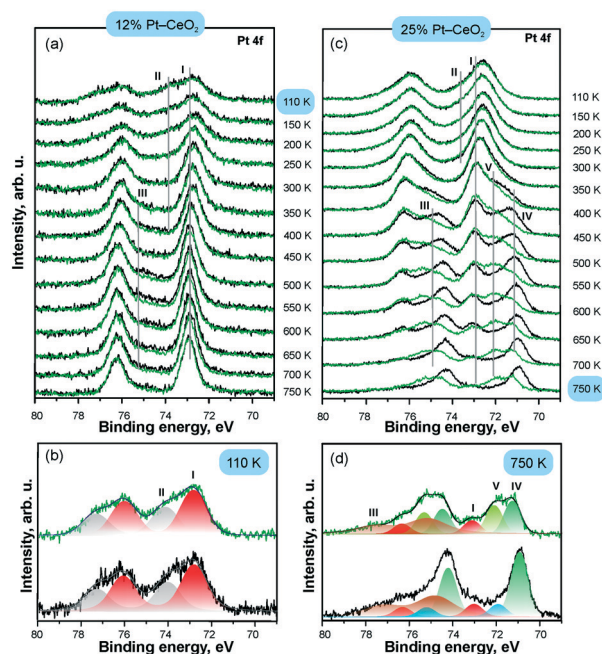 12% Pt–CeO₂
(a)
Pt 4f
I
II
III
110 K
150 K
200 K
250 K
300 K
350 K
400 K
450 K
500 K
550 K
600 K
650 K
700 K
750 K
Intensity, arb. u.
80 78 76 74 72 70
Binding energy, eV
25% Pt–CeO₂
(c)
Pt 4f
I
II
V
III
IV
110 K
150 K
200 K
250 K
300 K
350 K
400 K
450 K
500 K
550 K
600 K
650 K
700 K
750 K
80 78 76 74 72 70
Binding energy, eV
(b)
110 K
I
II
Intensity, arb. u.
80 78 76 74 72 70
Binding energy, eV
(d)
750 K
III
I
V
IV
80 78 76 74 72 70
Binding energy, eV